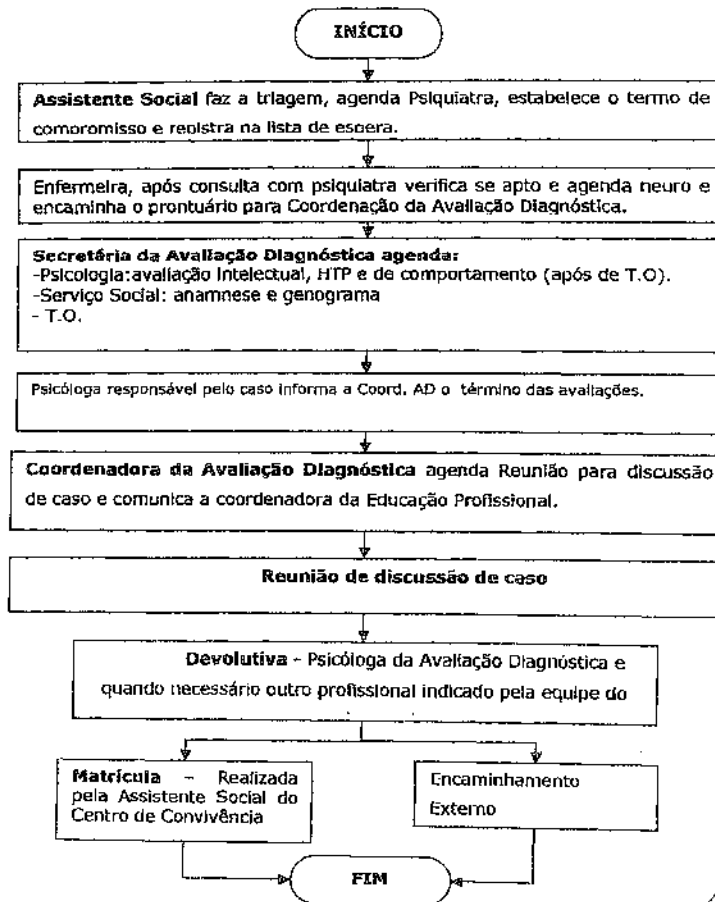 INÍCIO
Assistente Social faz a triagem, agenda Psiquiatra, estabelece o termo de
compromisso e registra na lista de espera.
Enfermeira, após consulta com psiquiatra verifica se apto e agenda neuro e
encaminha o prontuário para Coordenação da Avaliação Diagnóstica.
Secretária da Avaliação Diagnóstica agenda:
-Psicologia:avaliação Intelectual, HTP e de comportamento (após de T.O).
-Serviço Social: anamnese e genograma
- T.O.
Psicóloga responsável pelo caso informa a Coord. AD o término das avaliações.
Coordenadora da Avaliação Diagnóstica agenda Reunião para discussão
de caso e comunica a coordenadora da Educação Profissional.
Reunião de discussão de caso
Devolutiva - Psicóloga da Avaliação Diagnóstica e
quando necessário outro profissional indicado pela equipe do
Matrícula – Realizada
pela Assistente Social do
Centro de Convivência
Encaminhamento
Externo
FIM